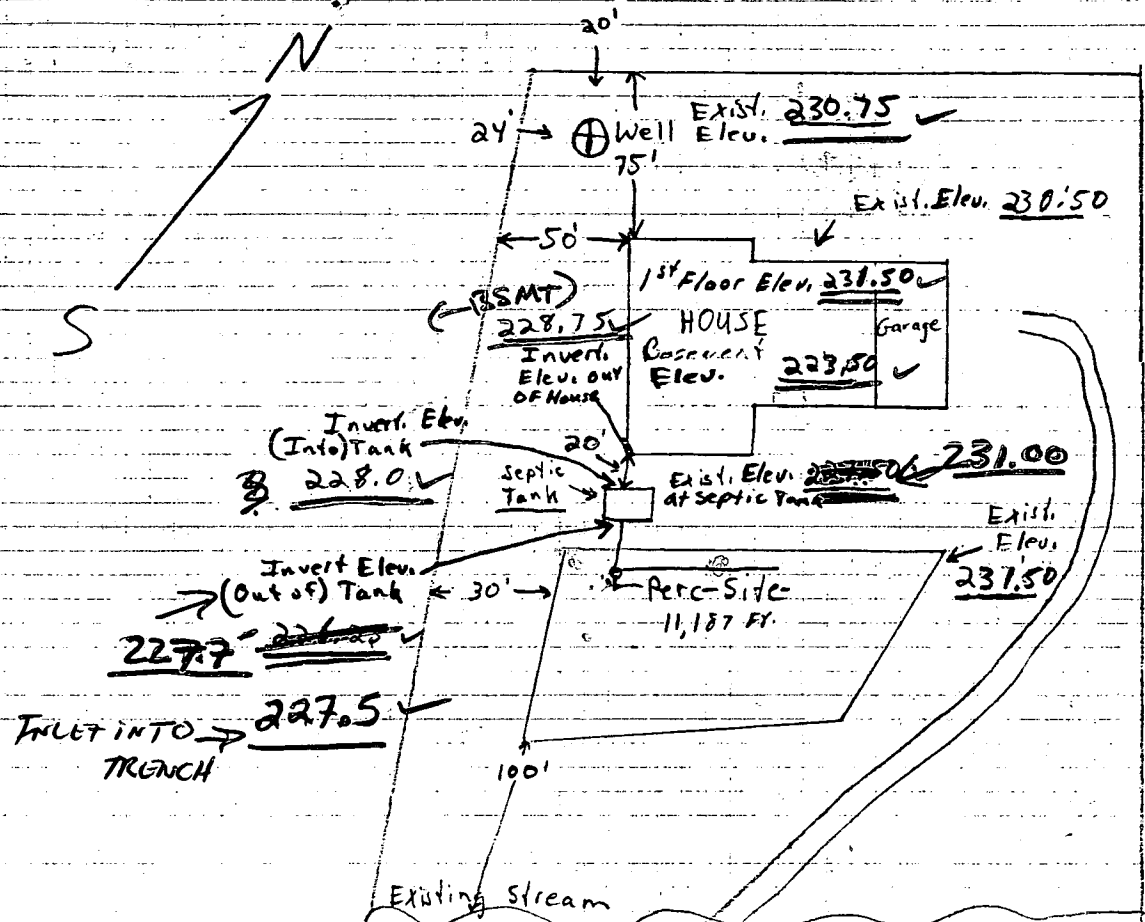 N
S
20'
24'
Well
75'
Exist. Elev. 230.75
Exist. Elev. 230.50
50'
1st Floor Elev. 231.50
(BSMT)
228.75
HOUSE
Garage
Invert. Elev. out OF House
Basement Elev. 223.50
Invert. Elev. (Into) Tank
228.0
20'
Septic Tank
Exist. Elev. at Septic Tank
231.00
Exist. Elev. 231.50
Invert Elev. (Out of) Tank
30'
Perc-Site-
11,187 FT.
227.7
INLET INTO TRENCH
227.5
100'
Existing Stream